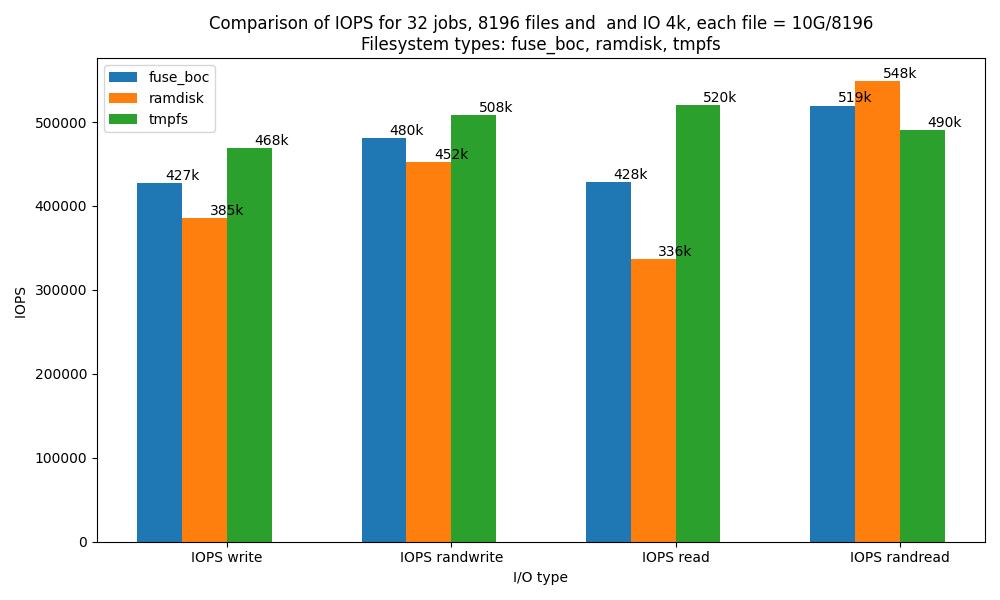 Comparison of IOPS for 32 jobs, 8196 files and  and IO 4k, each file = 10G/8196
Filesystem types: fuse_boc, ramdisk, tmpfs
fuse_boc
ramdisk
tmpfs
IOPS
500000
400000
300000
200000
100000
0
427k
385k
468k
480k
452k
508k
428k
336k
520k
519k
548k
490k
IOPS write
IOPS randwrite
IOPS read
IOPS randread
I/O type